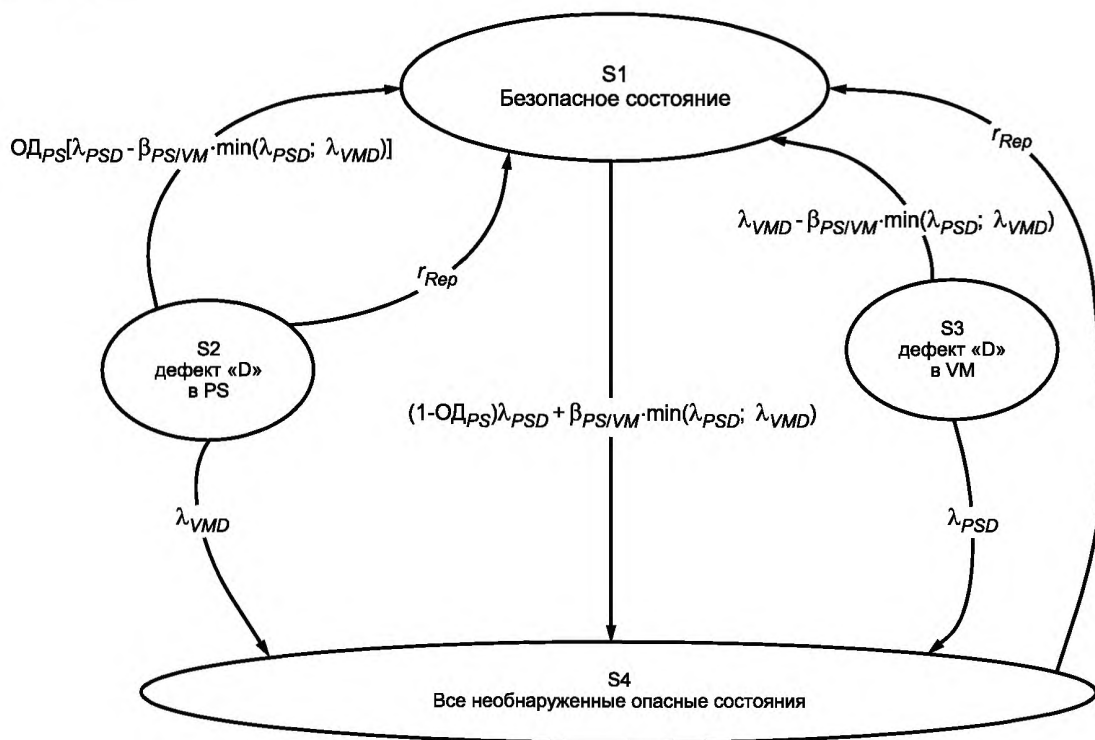 S1
Безопасное состояние
ОД_PS[λ_PSD - β_PS/VM·min(λ_PSD; λ_VMD)]
r_Rep
λ_VMD - β_PS/VM·min(λ_PSD; λ_VMD)
r_Rep
S2
дефект «D»
в PS
S3
дефект «D»
в VM
(1-ОД_PS)λ_PSD + β_PS/VM·min(λ_PSD; λ_VMD)
λ_VMD
λ_PSD
S4
Все необнаруженные опасные состояния